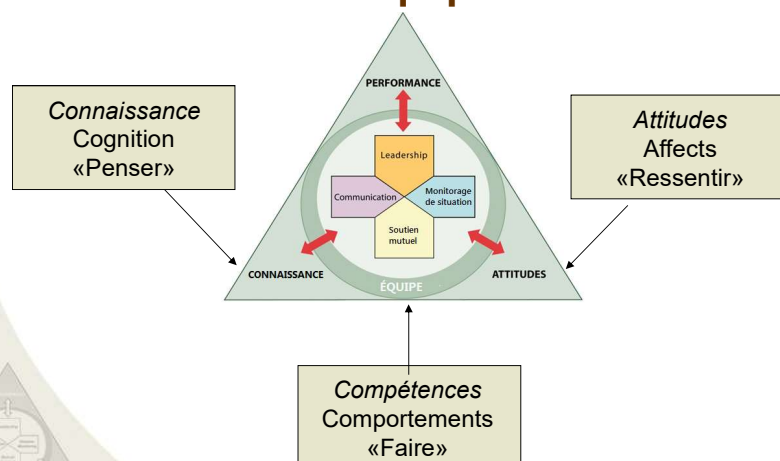 PERFORMANCE
Connaissance
Cognition
«Penser»
Attitudes
Affects
«Ressentir»
Leadership
Communication
Monitorage
de situation
Soutien
mutuel
CONNAISSANCE
ATTITUDES
ÉQUIPE
Compétences
Comportements
«Faire»